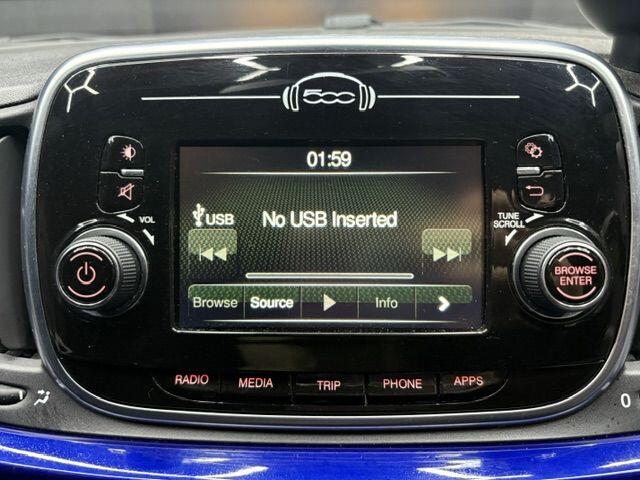 500
01:59
USB
No USB Inserted
VOL
TUNE
SCROLL
BROWSE
ENTER
Browse Source Info
RADIO MEDIA TRIP PHONE APPS
0